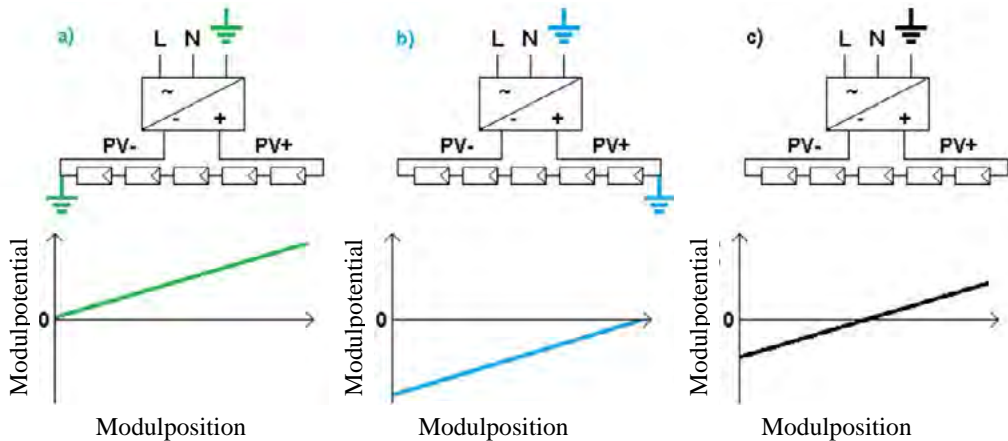 a)
L N
~
- +
PV- PV+
Modulpotential
0
Modulposition
b)
L N
~
- +
PV- PV+
Modulpotential
0
Modulposition
c)
L N
~
- +
PV- PV+
Modulpotential
0
Modulposition